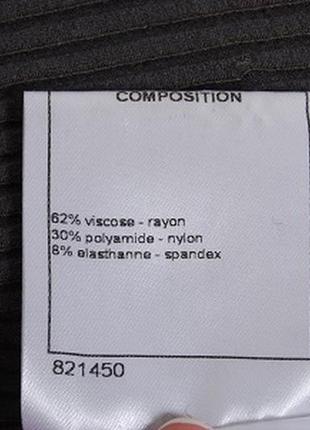 COMPOSITION
62% viscose - rayon
30% polyamide - nylon
8% elasthanne - spandex
821450